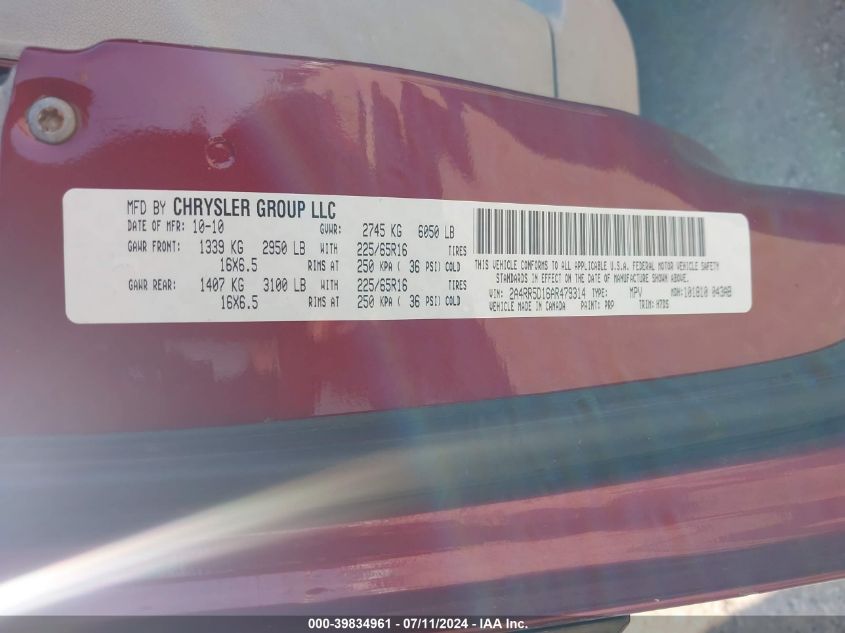 MFD BY CHRYSLER GROUP LLC
DATE OF MFR: 10-10 GVWR: 2745 KG 6050 LB
GAWR FRONT: 1339 KG 2950 LB WITH 225/65R16 TIRES
16X6.5 RIMS AT 250 KPA ( 36 PSI) COLD
GAWR REAR: 1407 KG 3100 LB WITH 225/65R16 TIRES
16X6.5 RIMS AT 250 KPA ( 36 PSI) COLD
THIS VEHICLE CONFORMS TO ALL APPLICABLE U.S.A. FEDERAL MOTOR VEHICLE SAFETY
STANDARDS IN EFFECT ON THE DATE OF MANUFACTURE SHOWN ABOVE.
VIN: 2A4RR5D16AR479314 TYPE: MPV MDH: 101810 043AB
VEHICLE MADE IN CANADA PAINT: PRP TRIM: H7D5
000-39834961 - 07/11/2024 - IAA Inc.